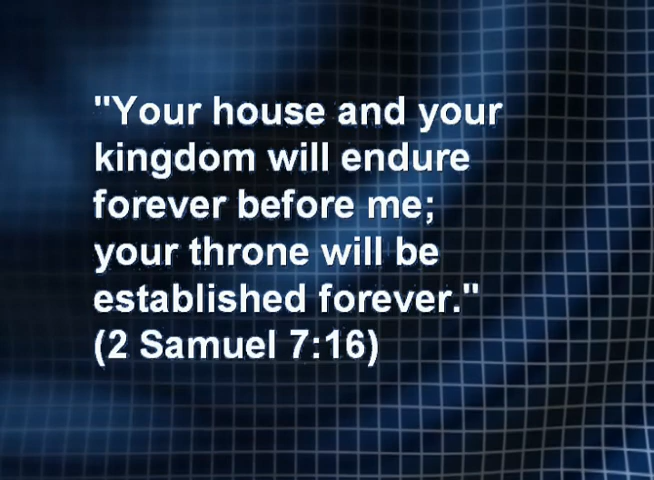 "Your house and your
kingdom will endure
forever before me;
your throne will be
established forever."
(2 Samuel 7:16)